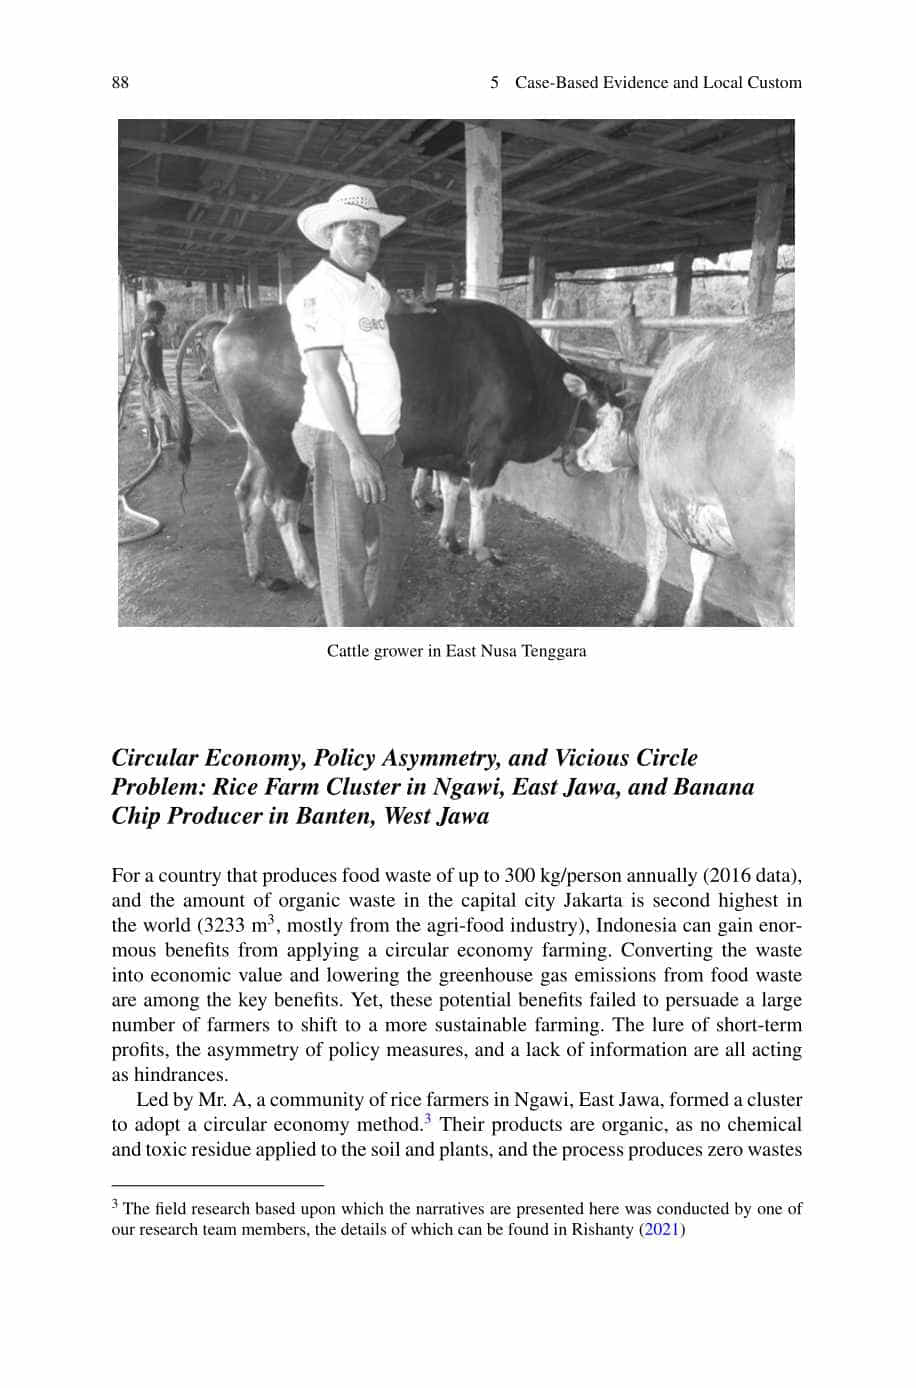 88
5 Case-Based Evidence and Local Custom
Cattle grower in East Nusa Tenggara
Circular Economy, Policy Asymmetry, and Vicious Circle
Problem: Rice Farm Cluster in Ngawi, East Jawa, and Banana
Chip Producer in Banten, West Jawa
For a country that produces food waste of up to 300 kg/person annually (2016 data),
and the amount of organic waste in the capital city Jakarta is second highest in
the world (3233 m³, mostly from the agri-food industry), Indonesia can gain enor-
mous benefits from applying a circular economy farming. Converting the waste
into economic value and lowering the greenhouse gas emissions from food waste
are among the key benefits. Yet, these potential benefits failed to persuade a large
number of farmers to shift to a more sustainable farming. The lure of short-term
profits, the asymmetry of policy measures, and a lack of information are all acting
as hindrances.
Led by Mr. A, a community of rice farmers in Ngawi, East Jawa, formed a cluster
to adopt a circular economy method.³ Their products are organic, as no chemical
and toxic residue applied to the soil and plants, and the process produces zero wastes
³ The field research based upon which the narratives are presented here was conducted by one of
our research team members, the details of which can be found in Rishanty (2021)